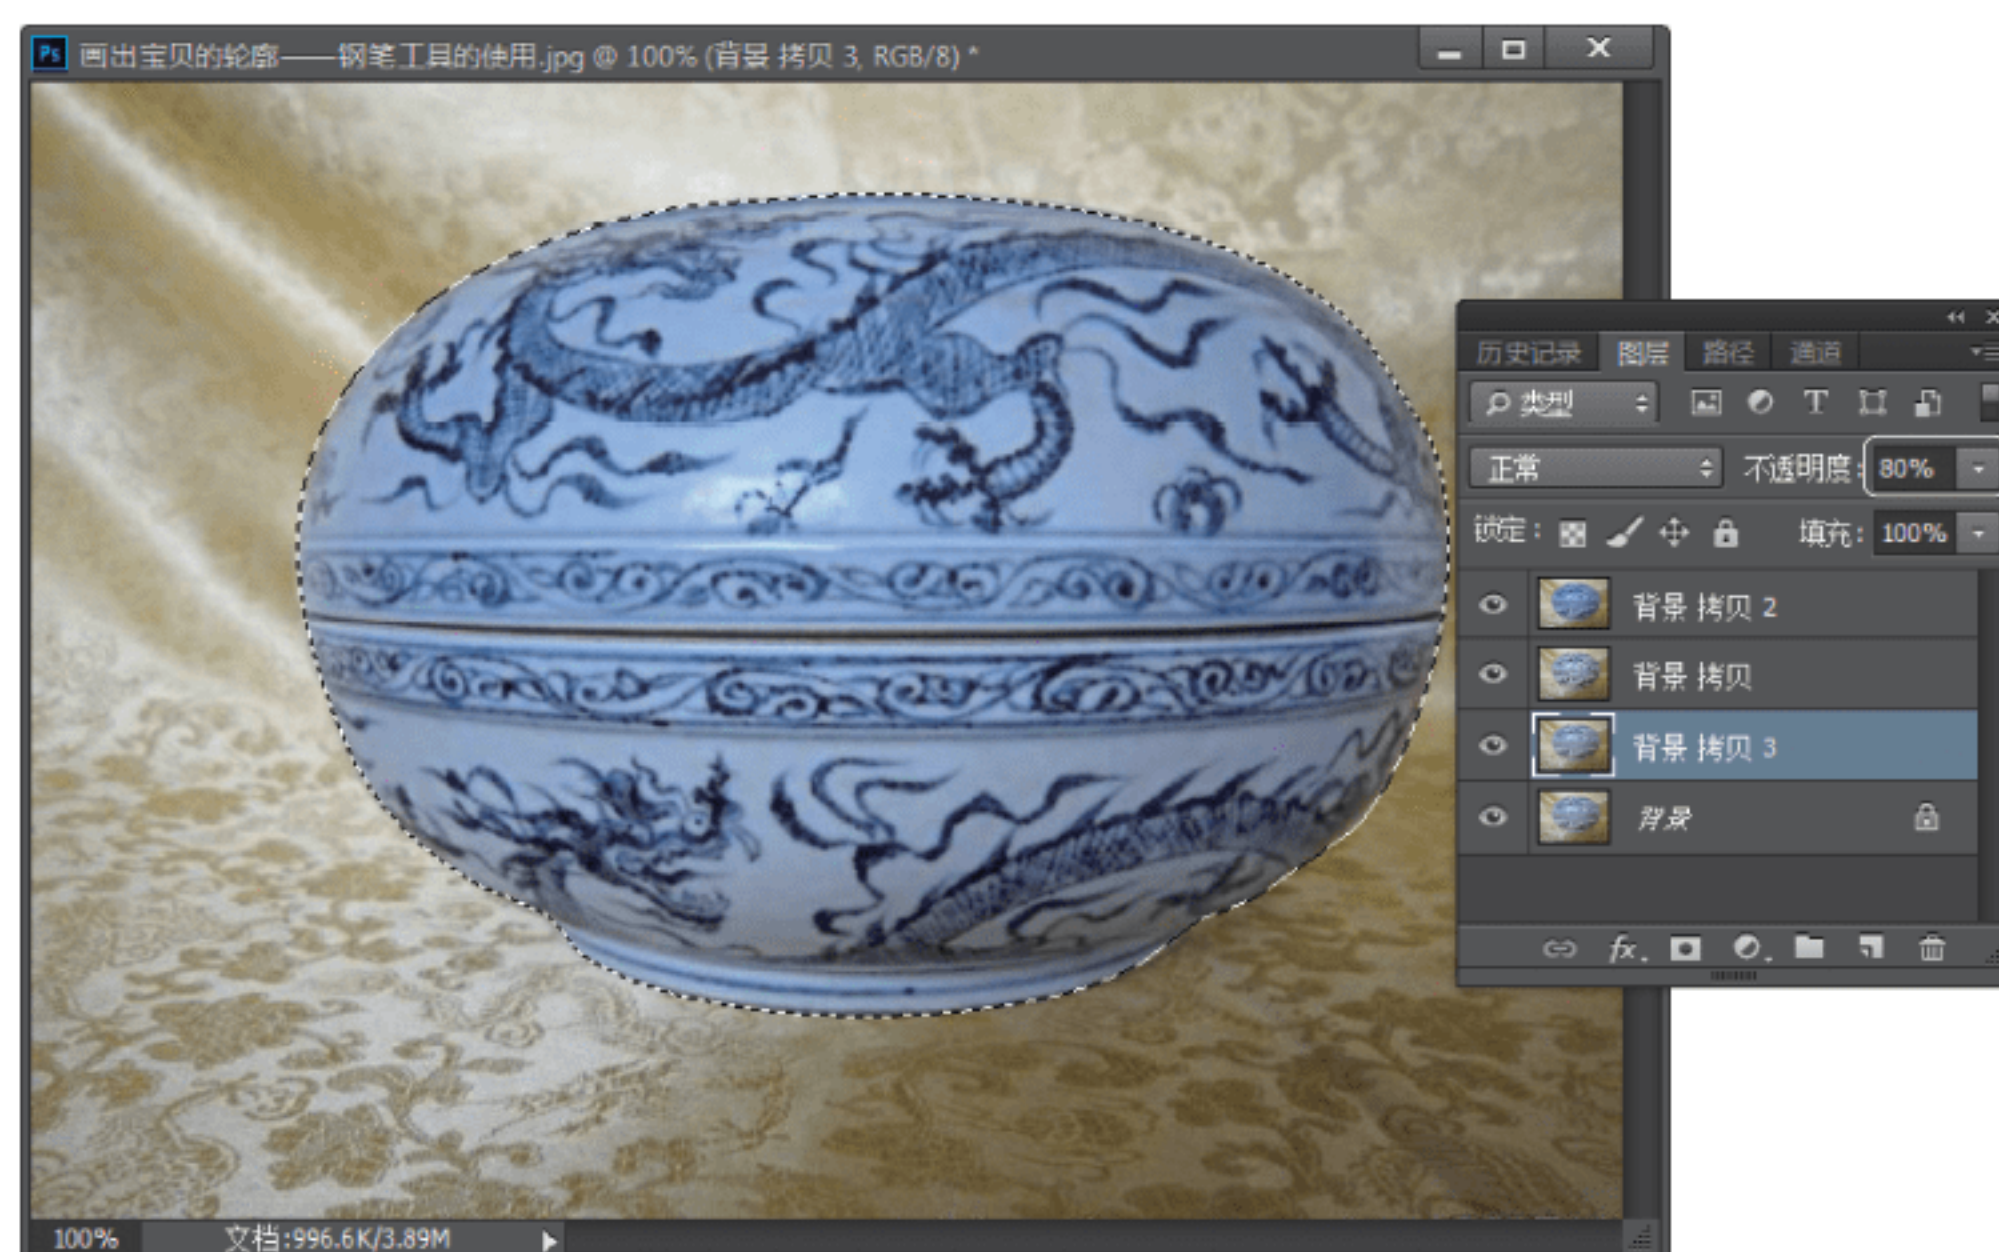 Ps 画出宝贝的轮廓——钢笔工具的使用.jpg @ 100% (背景 拷贝 3, RGB/8) *
历史记录 图层 路径 通道
类型 T
正常 不透明度: 80%
锁定: 填充: 100%
背景 拷贝 2
背景 拷贝
背景 拷贝 3
背景
fx.
100% 文档:996.6K/3.89M